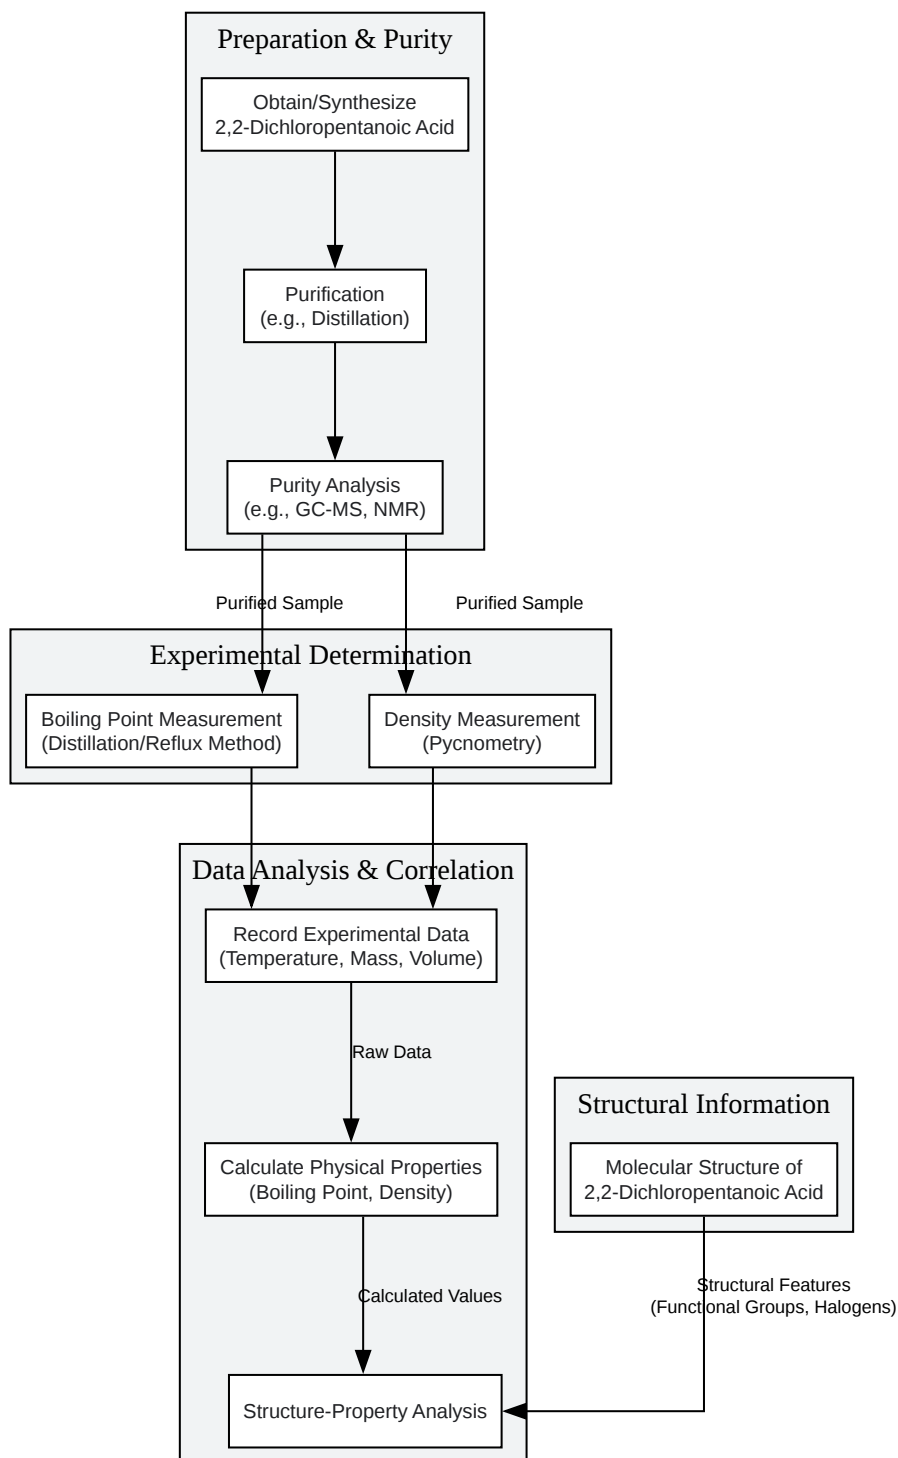 Preparation & Purity
Obtain/Synthesize
2,2-Dichloropentanoic Acid
Purification
(e.g., Distillation)
Purity Analysis
(e.g., GC-MS, NMR)
Purified Sample
Purified Sample
Experimental Determination
Boiling Point Measurement
(Distillation/Reflux Method)
Density Measurement
(Pycnometry)
Data Analysis & Correlation
Record Experimental Data
(Temperature, Mass, Volume)
Raw Data
Calculate Physical Properties
(Boiling Point, Density)
Structural Information
Molecular Structure of
2,2-Dichloropentanoic Acid
Calculated Values
Structural Features
(Functional Groups, Halogens)
Structure-Property Analysis